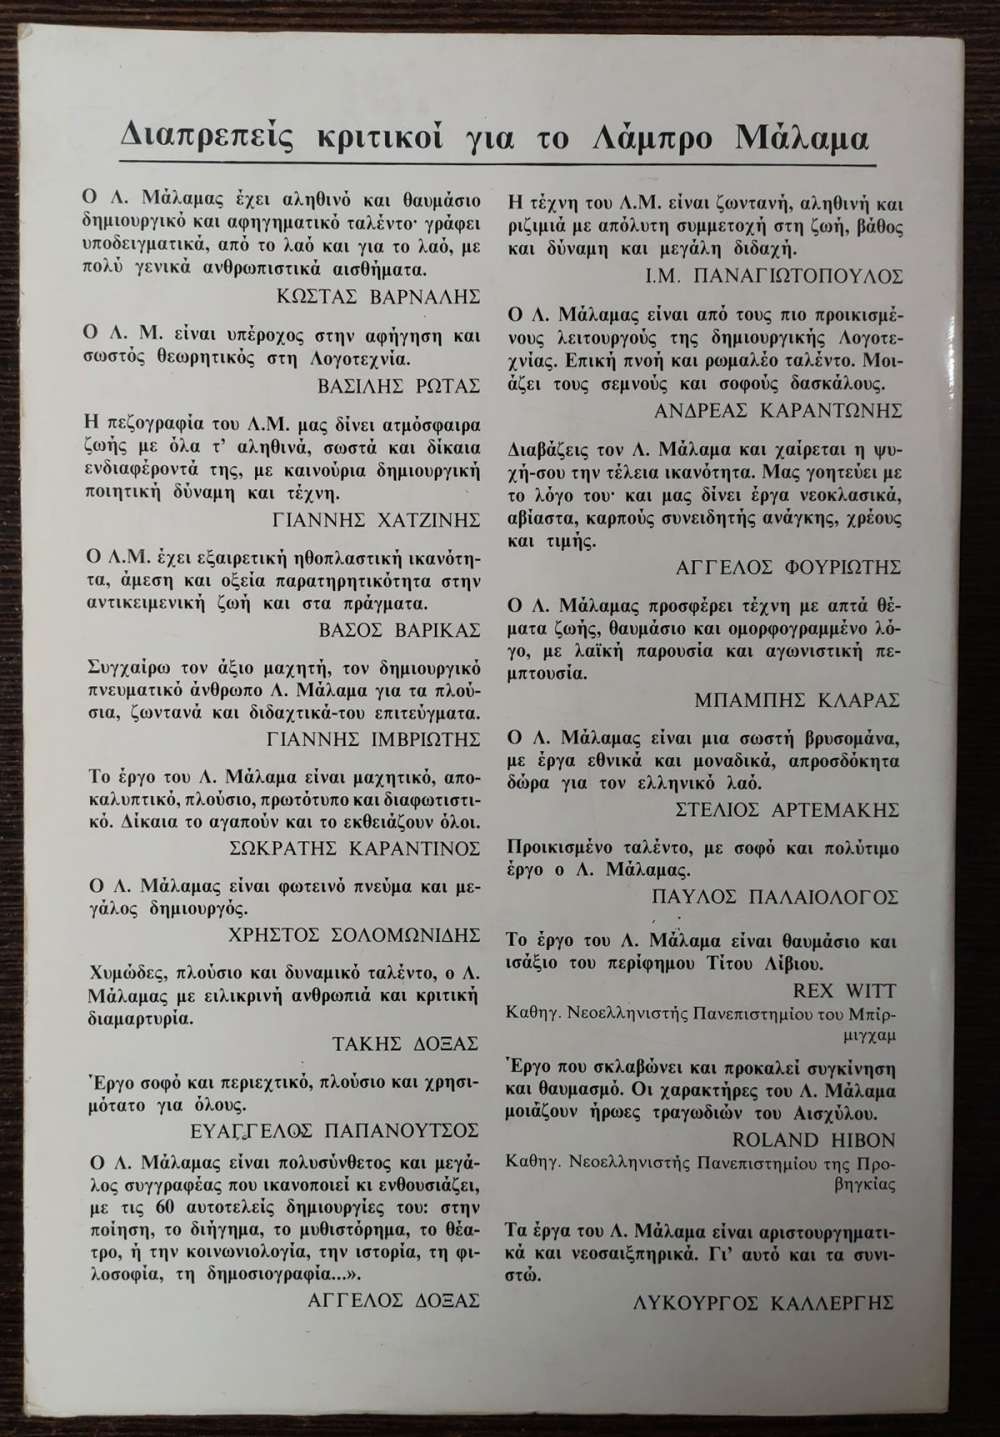 Διαπρεπείς κριτικοί για το Λάμπρο Μάλαμα
Ο Λ. Μάλαμας έχει αληθινό και θαυμάσιο
δημιουργικό και αφηγηματικό ταλέντο· γράφει
υποδειγματικά, από το λαό και για το λαό, με
πολύ γενικά ανθρωπιστικά αισθήματα.
ΚΩΣΤΑΣ ΒΑΡΝΑΛΗΣ
Ο Λ. Μ. είναι υπέροχος στην αφήγηση και
σωστός θεωρητικός στη Λογοτεχνία.
ΒΑΣΙΛΗΣ ΡΩΤΑΣ
Η πεζογραφία του Λ.Μ. μας δίνει ατμόσφαιρα
ζωής με όλα τ’ αληθινά, σωστά και δίκαια
ενδιαφέροντά της, με καινούρια δημιουργική
ποιητική δύναμη και τέχνη.
ΓΙΑΝΝΗΣ ΧΑΤΖΙΝΗΣ
Ο Λ.Μ. έχει εξαιρετική ηθοπλαστική ικανότη-
τα, άμεση και οξεία παρατηρητικότητα στην
αντικειμενική ζωή και στα πράγματα.
ΒΑΣΟΣ ΒΑΡΙΚΑΣ
Συγχαίρω τον άξιο μαχητή, τον δημιουργικό
πνευματικό άνθρωπο Λ. Μάλαμα για τα πλού-
σια, ζωντανά και διδαχτικά-του επιτεύγματα.
ΓΙΑΝΝΗΣ ΙΜΒΡΙΩΤΗΣ
Το έργο του Λ. Μάλαμα είναι μαχητικό, απο-
καλυπτικό, πλούσιο, πρωτότυπο και διαφωτιστι-
κό. Δίκαια το αγαπούν και το εκθειάζουν όλοι.
ΣΩΚΡΑΤΗΣ ΚΑΡΑΝΤΙΝΟΣ
Ο Λ. Μάλαμας είναι φωτεινό πνεύμα και με-
γάλος δημιουργός.
ΧΡΗΣΤΟΣ ΣΟΛΟΜΩΝΙΔΗΣ
Χυμώδες, πλούσιο και δυναμικό ταλέντο, ο Λ.
Μάλαμας με ειλικρινή ανθρωπιά και κριτική
διαμαρτυρία.
ΤΑΚΗΣ ΔΟΞΑΣ
Έργο σοφό και περιεχτικό, πλούσιο και χρησι-
μότατο για όλους.
ΕΥΑΓΓΕΛΟΣ ΠΑΠΑΝΟΥΤΣΟΣ
Ο Λ. Μάλαμας είναι πολυσύνθετος και μεγά-
λος συγγραφέας που ικανοποιεί κι ενθουσιάζει,
με τις 60 αυτοτελείς δημιουργίες του: στην
ποίηση, το διήγημα, το μυθιστόρημα, το θέα-
τρο, ή την κοινωνιολογία, την ιστορία, τη φι-
λοσοφία, τη δημοσιογραφία...».
ΑΓΓΕΛΟΣ ΔΟΞΑΣ
Η τέχνη του Λ.Μ. είναι ζωντανή, αληθινή και
ριζιμιά με απόλυτη συμμετοχή στη ζωή, βάθος
και δύναμη και μεγάλη διδαχή.
Ι.Μ. ΠΑΝΑΓΙΩΤΟΠΟΥΛΟΣ
Ο Λ. Μάλαμας είναι από τους πιο προικισμέ-
νους λειτουργούς της δημιουργικής Λογοτε-
χνίας. Επική πνοή και ρωμαλέο ταλέντο. Μοι-
άζει τους σεμνούς και σοφούς δασκάλους.
ΑΝΔΡΕΑΣ ΚΑΡΑΝΤΩΝΗΣ
Διαβάζεις τον Λ. Μάλαμα και χαίρεται η ψυ-
χή-σου την τέλεια ικανότητα. Μας γοητεύει με
το λόγο του· και μας δίνει έργα νεοκλασικά,
αβίαστα, καρπούς συνειδητής ανάγκης, χρέους
και τιμής.
ΑΓΓΕΛΟΣ ΦΟΥΡΙΩΤΗΣ
Ο Λ. Μάλαμας προσφέρει τέχνη με απτά θέ-
ματα ζωής, θαυμάσιο και ομορφογραμμένο λό-
γο, με λαϊκή παρουσία και αγωνιστική πε-
μπτουσία.
ΜΠΑΜΠΗΣ ΚΛΑΡΑΣ
Ο Λ. Μάλαμας είναι μια σωστή βρυσομάνα,
με έργα εθνικά και μοναδικά, απροσδόκητα
δώρα για τον ελληνικό λαό.
ΣΤΕΛΙΟΣ ΑΡΤΕΜΑΚΗΣ
Προικισμένο ταλέντο, με σοφό και πολύτιμο
έργο ο Λ. Μάλαμας.
ΠΑΥΛΟΣ ΠΑΛΑΙΟΛΟΓΟΣ
Το έργο του Λ. Μάλαμα είναι θαυμάσιο και
ισάξιο του περίφημου Τίτου Λίβιου.
REX WITT
Καθηγ. Νεοελληνιστής Πανεπιστημίου του Μπίρ-
μιγχαμ
Έργο που σκλαβώνει και προκαλεί συγκίνηση
και θαυμασμό. Οι χαρακτήρες του Λ. Μάλαμα
μοιάζουν ήρωες τραγωδιών του Αισχύλου.
ROLAND HIBON
Καθηγ. Νεοελληνιστής Πανεπιστημίου της Προ-
βηγκίας
Τα έργα του Λ. Μάλαμα είναι αριστουργηματι-
κά και νεοσαιξπηρικά. Γι’ αυτό και τα συνι-
στώ.
ΛΥΚΟΥΡΓΟΣ ΚΑΛΛΕΡΓΗΣ